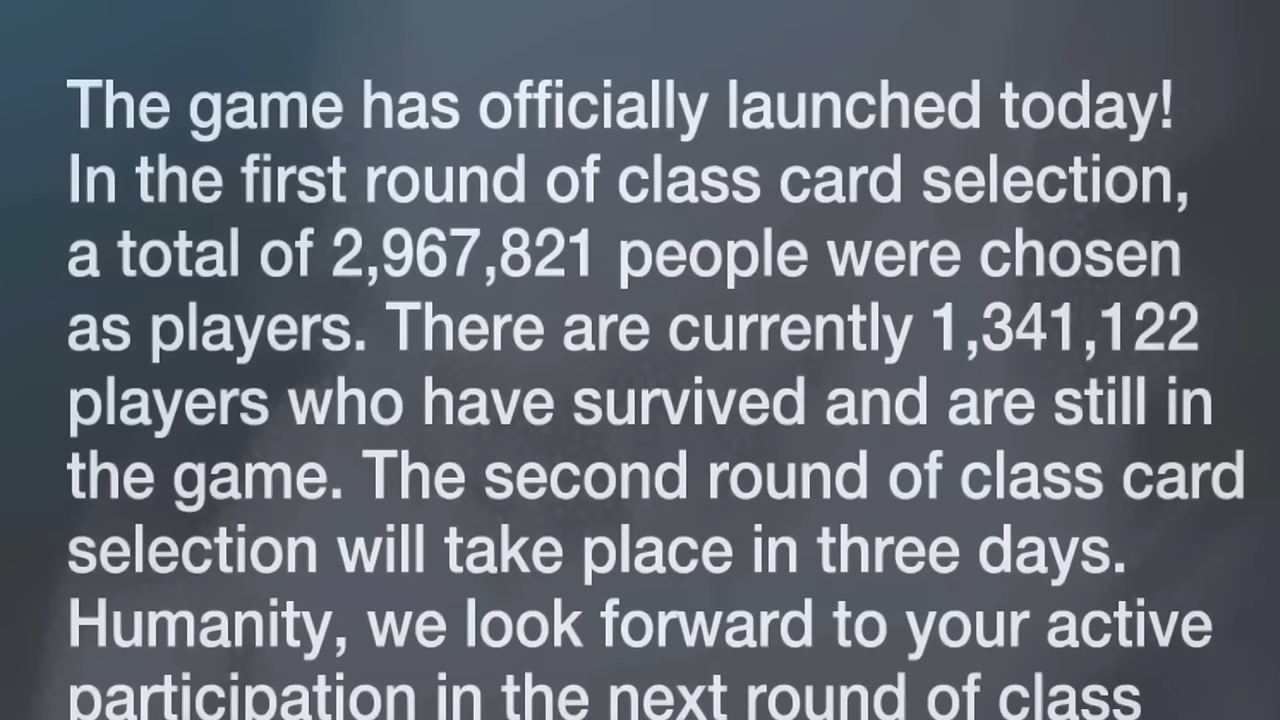 The game has officially launched today!
In the first round of class card selection,
a total of 2,967,821 people were chosen
as players. There are currently 1,341,122
players who have survived and are still in
the game. The second round of class card
selection will take place in three days.
Humanity, we look forward to your active
participation in the next round of class